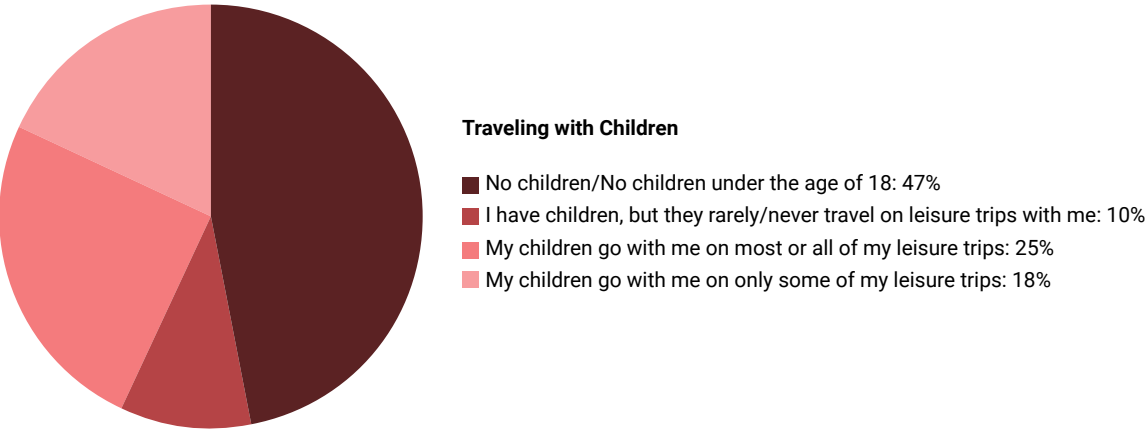 Traveling with Children
No children/No children under the age of 18: 47%
I have children, but they rarely/never travel on leisure trips with me: 10%
My children go with me on most or all of my leisure trips: 25%
My children go with me on only some of my leisure trips: 18%